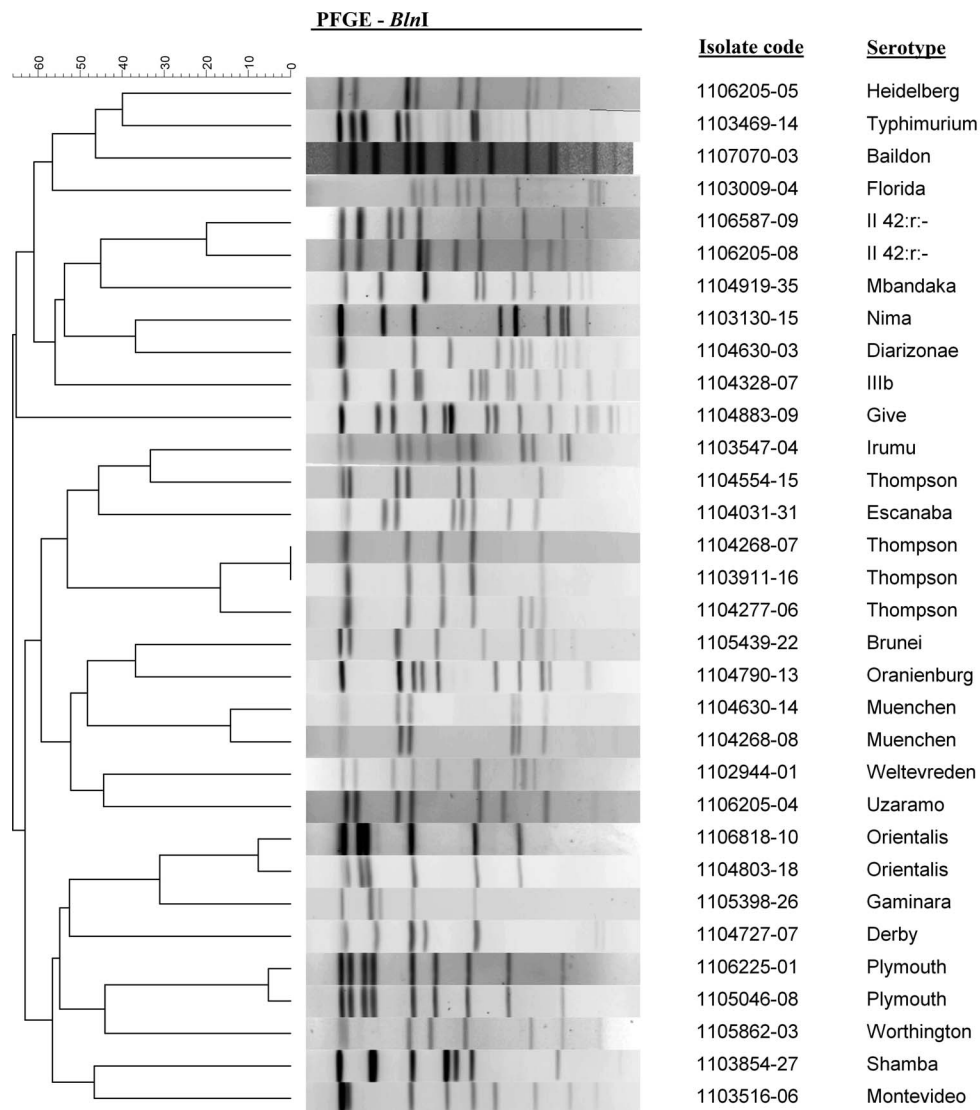 PFGE - BlnI
Isolate code Serotype
60 50 40 30 20 10 0
1106205-05 Heidelberg
1103469-14 Typhimurium
1107070-03 Baildon
1103009-04 Florida
1106587-09 II 42:r:-
1106205-08 II 42:r:-
1104919-35 Mbandaka
1103130-15 Nima
1104630-03 Diarizonae
1104328-07 IIIb
1104883-09 Give
1103547-04 Irumu
1104554-15 Thompson
1104031-31 Escanaba
1104268-07 Thompson
1103911-16 Thompson
1104277-06 Thompson
1105439-22 Brunei
1104790-13 Oranienburg
1104630-14 Muenchen
1104268-08 Muenchen
1102944-01 Weltevreden
1106205-04 Uzaramo
1106818-10 Orientalis
1104803-18 Orientalis
1105398-26 Gaminara
1104727-07 Derby
1106225-01 Plymouth
1105046-08 Plymouth
1105862-03 Worthington
1103854-27 Shamba
1103516-06 Montevideo